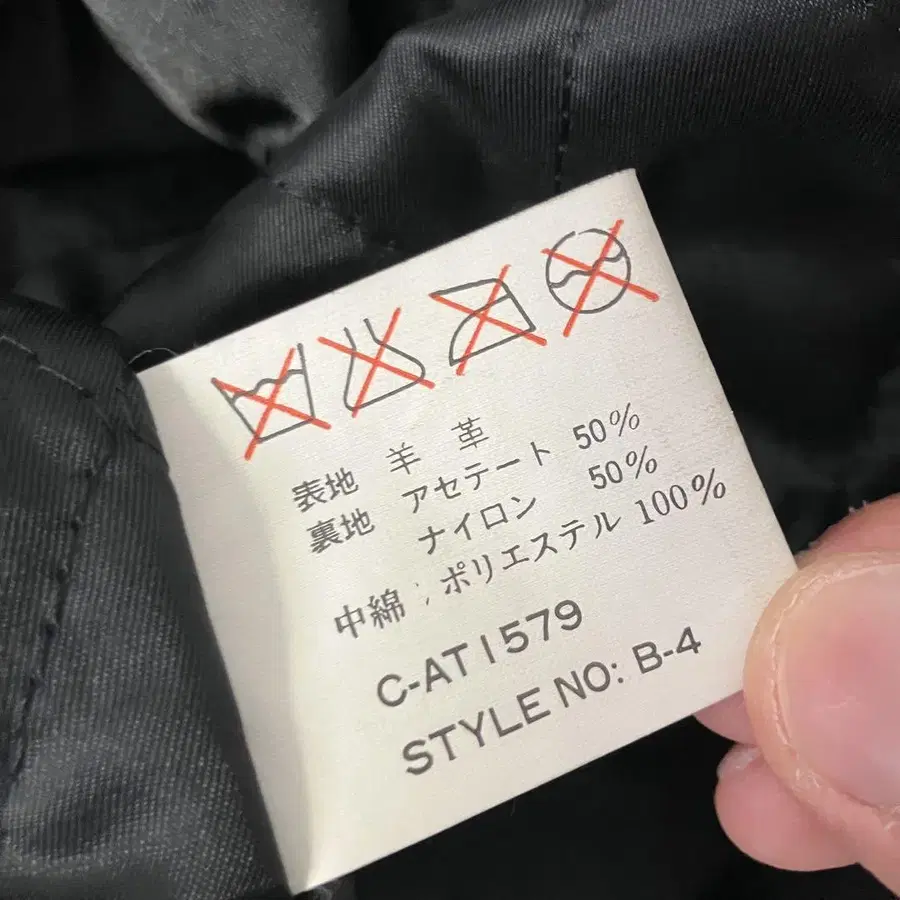 表地 羊 革
裏地 アセテート 50%
ナイロン 50%
中綿 : ポリエステル 100%
C-AT1579
STYLE NO: B-4